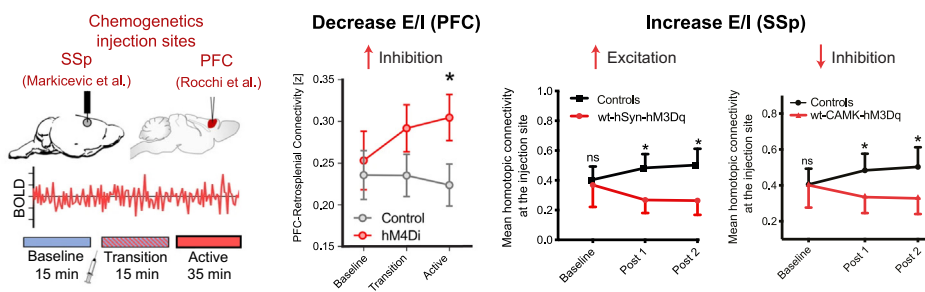 Chemogenetics
injection sites
SSp
(Markicevic et al.)
PFC
(Rocchi et al.)
BOLD
Baseline
15 min
Transition
15 min
Active
35 min
Decrease E/I (PFC)
Inhibition
*
PFC-Retrosplenial Connectivity [z]
0.35
0.30
0.25
0.20
0.15
Control
hM4Di
Baseline
Transition
Active
Increase E/I (SSp)
Excitation
Mean homotopic connectivity
at the injection site
1.0
0.8
0.6
0.4
0.2
0.0
Controls
wt-hSyn-hM3Dq
ns
*
*
Baseline
Post 1
Post 2
Inhibition
Mean homotopic connectivity
at the injection site
0.8
0.6
0.4
0.2
Controls
wt-CAMK-hM3Dq
ns
*
*
Baseline
Post 1
Post 2